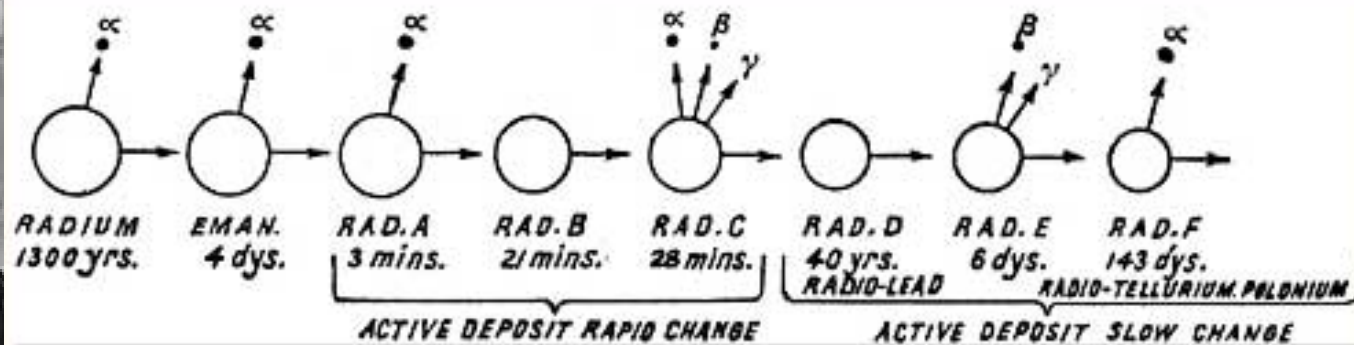 α α α α β γ β γ α
RADIUM EMAN. RAD.A RAD.B RAD.C RAD.D RAD.E RAD.F
1300 yrs. 4 dys. 3 mins. 21 mins. 28 mins. 40 yrs. 6 dys. 143 dys.
RADIO-LEAD RADIO-TELLURIUM.POLONIUM
ACTIVE DEPOSIT RAPID CHANGE ACTIVE DEPOSIT SLOW CHANGE